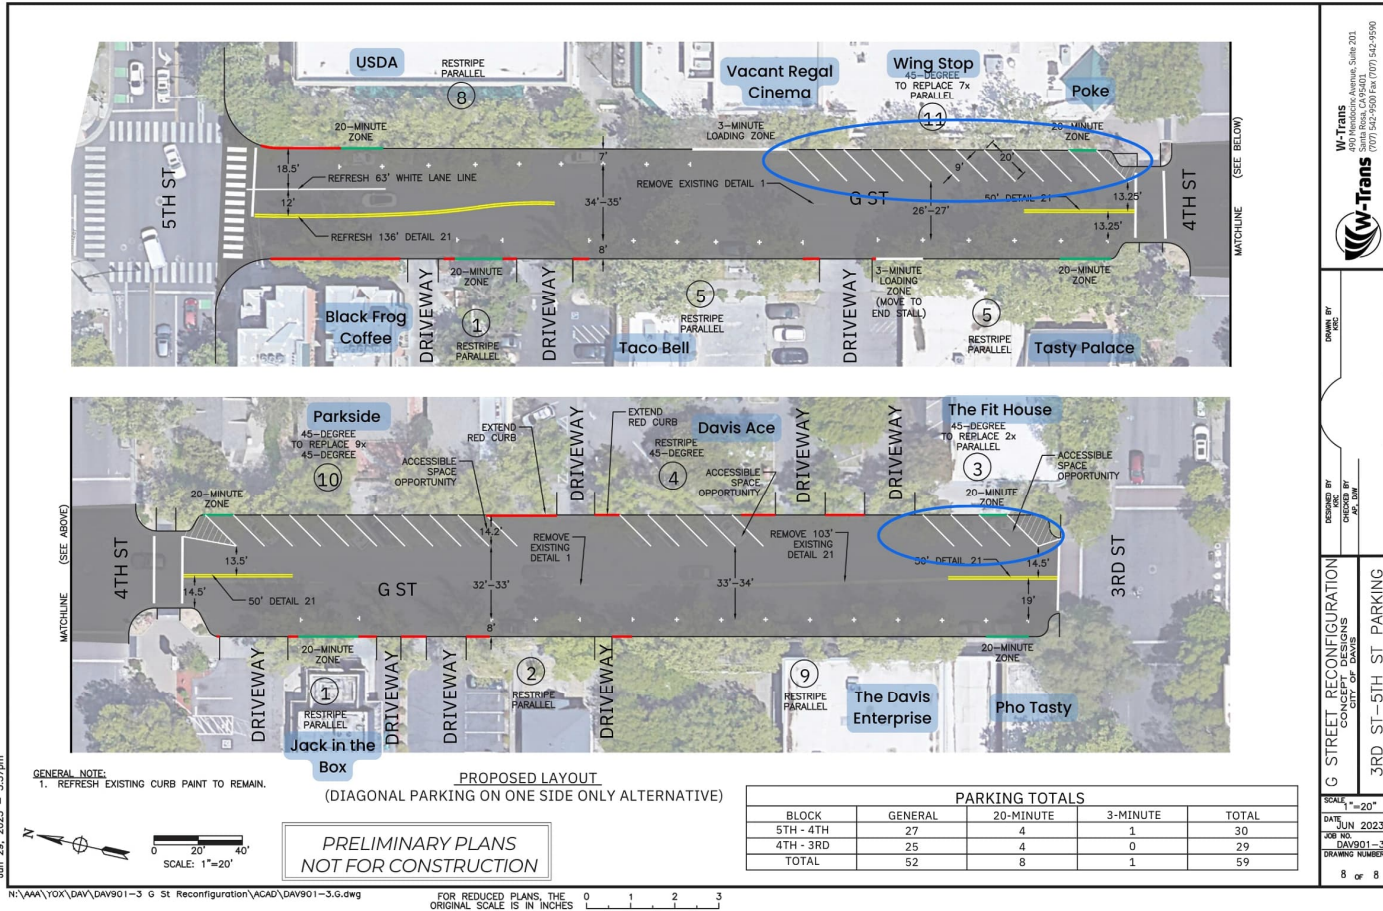 USDA
RESTRIPE
PARALLEL
8
Vacant Regal
Cinema
Wing Stop
45-DEGREE
TO REPLACE 7x
PARALLEL
11
Poke
20-MINUTE
ZONE
3-MINUTE
LOADING ZONE
20-MINUTE
ZONE
5TH ST
18.5'
REFRESH 63' WHITE LANE LINE
12'
REFRESH 136' DETAIL 21
7'
34'-35'
8'
REMOVE EXISTING DETAIL 1
G ST
9'
20'
26'-27'
50' DETAIL 21
13.25'
13.25'
4TH ST
MATCHLINE (SEE BELOW)
Black Frog
Coffee
DRIVEWAY
20-MINUTE
ZONE
1
RESTRIPE
PARALLEL
DRIVEWAY
5
RESTRIPE
PARALLEL
Taco Bell
DRIVEWAY
3-MINUTE
LOADING
ZONE
(MOVE TO
END STALL)
5
RESTRIPE
PARALLEL
20-MINUTE
ZONE
Tasty Palace
Parkside
45-DEGREE
TO REPLACE 9x
45-DEGREE
10
20-MINUTE
ZONE
ACCESSIBLE
SPACE
OPPORTUNITY
EXTEND
RED CURB
DRIVEWAY
EXTEND
RED CURB
RESTRIPE
45-DEGREE
4
Davis Ace
ACCESSIBLE
SPACE
OPPORTUNITY
DRIVEWAY
DRIVEWAY
The Fit House
45-DEGREE
TO REPLACE 2x
PARALLEL
3
20-MINUTE
ZONE
ACCESSIBLE
SPACE
OPPORTUNITY
MATCHLINE (SEE ABOVE)
4TH ST
13.5'
14.5'
50' DETAIL 21
G ST
14.2'
32'-33'
8'
REMOVE
EXISTING
DETAIL 1
33'-34'
REMOVE 103'
EXISTING
DETAIL 21
DETAIL 21
14.5'
19'
3RD ST
DRIVEWAY
20-MINUTE
ZONE
1
RESTRIPE
PARALLEL
Jack in the
Box
DRIVEWAY
DRIVEWAY
2
RESTRIPE
PARALLEL
DRIVEWAY
9
RESTRIPE
PARALLEL
The Davis
Enterprise
20-MINUTE
ZONE
Pho Tasty
GENERAL NOTE:
1. REFRESH EXISTING CURB PAINT TO REMAIN.
N
0 20' 40'
SCALE: 1"=20'
PROPOSED LAYOUT
(DIAGONAL PARKING ON ONE SIDE ONLY ALTERNATIVE)
PRELIMINARY PLANS
NOT FOR CONSTRUCTION
PARKING TOTALS
BLOCK GENERAL 20-MINUTE 3-MINUTE TOTAL
5TH - 4TH 27 4 1 30
4TH - 3RD 25 4 0 29
TOTAL 52 8 1 59
N:\AAA\YOX\DAV\DAV901-3 G St Reconfiguration\ACAD\DAV901-3.G.dwg
FOR REDUCED PLANS, THE
ORIGINAL SCALE IS IN INCHES
0 1 2 3
W-Trans
490 Mendocino Avenue, Suite 201
Santa Rosa, CA 95401
(707) 542-9500 Fax (707) 542-9590
W-Trans
DRAWN BY
KRC
DESIGNED BY
KRC
CHECKED BY
AP, DJW
G STREET RECONFIGURATION
CONCEPT DESIGNS
CITY OF DAVIS
3RD ST-5TH ST PARKING
SCALE
1"=20'
DATE
JUN 2023
JOB NO.
DAV901-3
DRAWING NUMBER
8 OF 8